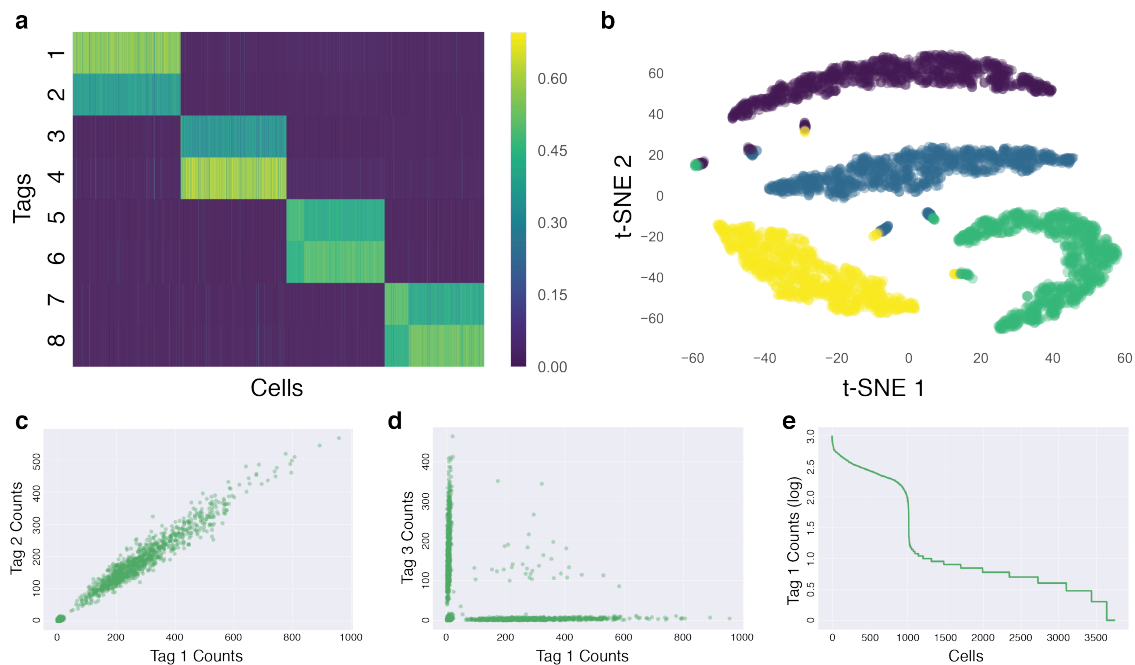 a
1
2
3
4
5
6
7
8
Tags
Cells
0.60
0.45
0.30
0.15
0.00
b
60
40
20
0
−20
−40
−60
t-SNE 2
−60 −40 −20 0 20 40 60
t-SNE 1
c
500
400
300
200
100
0
Tag 2 Counts
0 200 400 600 800 1000
Tag 1 Counts
d
400
300
200
100
0
Tag 3 Counts
0 200 400 600 800 1000
Tag 1 Counts
e
3.0
2.5
2.0
1.5
1.0
0.5
0
Tag 1 Counts (log)
0 500 1000 1500 2000 2500 3000 3500
Cells